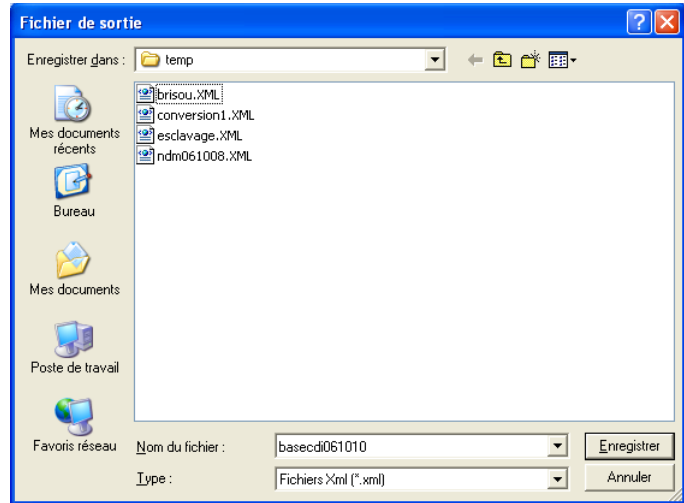 Fichier de sortie
Enregistrer dans : temp
brisou.XML
conversion1.XML
esclavage.XML
ndm061008.XML
Mes documents
récents
Bureau
Mes documents
Poste de travail
Favoris réseau
Nom du fichier : basecdi061010 Enregistrer
Type : Fichiers Xml (*.xml) Annuler